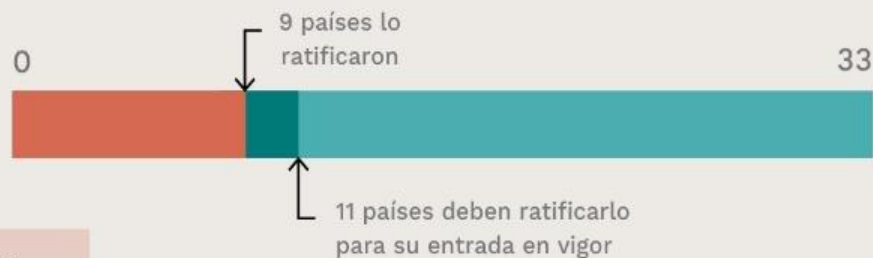 9 países lo
ratificaron
0
33
11 países deben ratificarlo
para su entrada en vigor